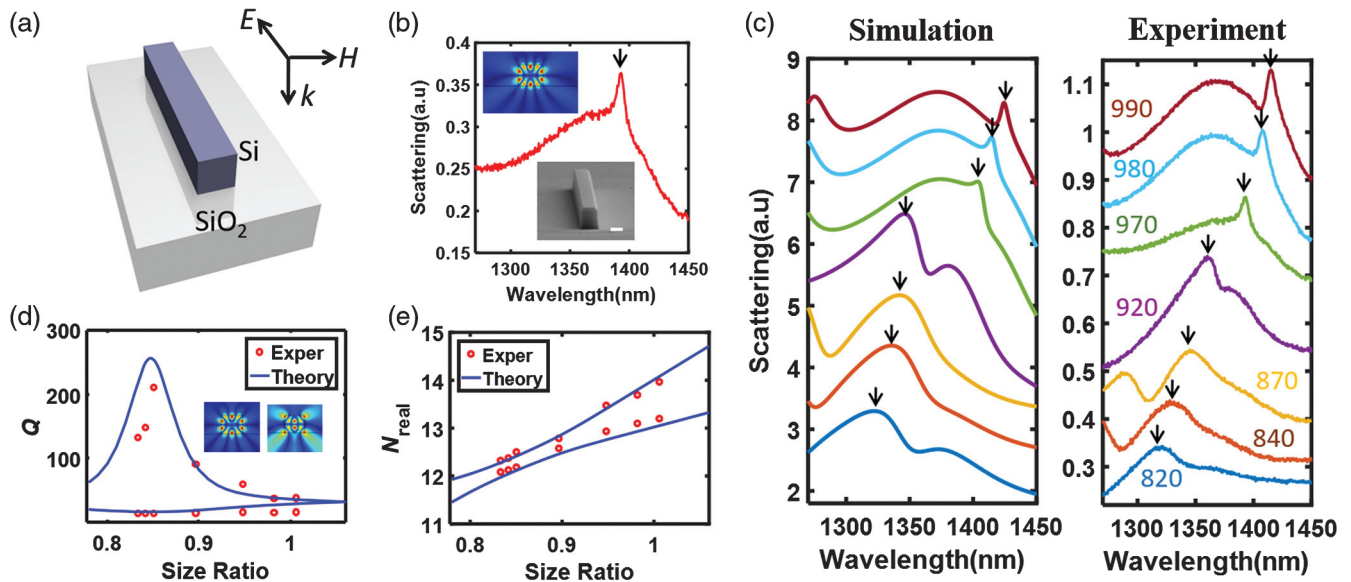 (a)
E
H
k
Si
SiO2
(b)
0.4
0.35
0.3
0.25
0.2
0.15
Scattering(a.u)
1300
1350
1400
1450
Wavelength(nm)
(c)
Simulation
8
7
6
5
4
3
2
Scattering(a.u)
1300
1350
1400
1450
Wavelength(nm)
Experiment
1.1
1
0.9
0.8
0.7
0.6
0.5
0.4
0.3
990
980
970
920
870
840
820
1300
1350
1400
1450
Wavelength(nm)
(d)
300
200
100
Q
Exper
Theory
0.8
0.9
1
Size Ratio
(e)
15
14
13
12
11
Nreal
Exper
Theory
0.8
0.9
1
Size Ratio